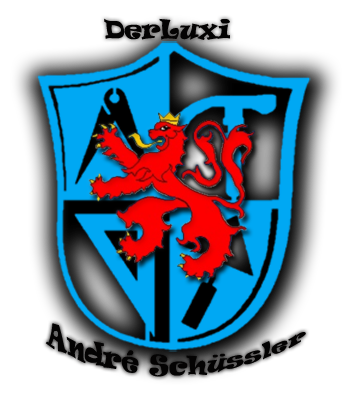 DerLuxi
André Schüssler